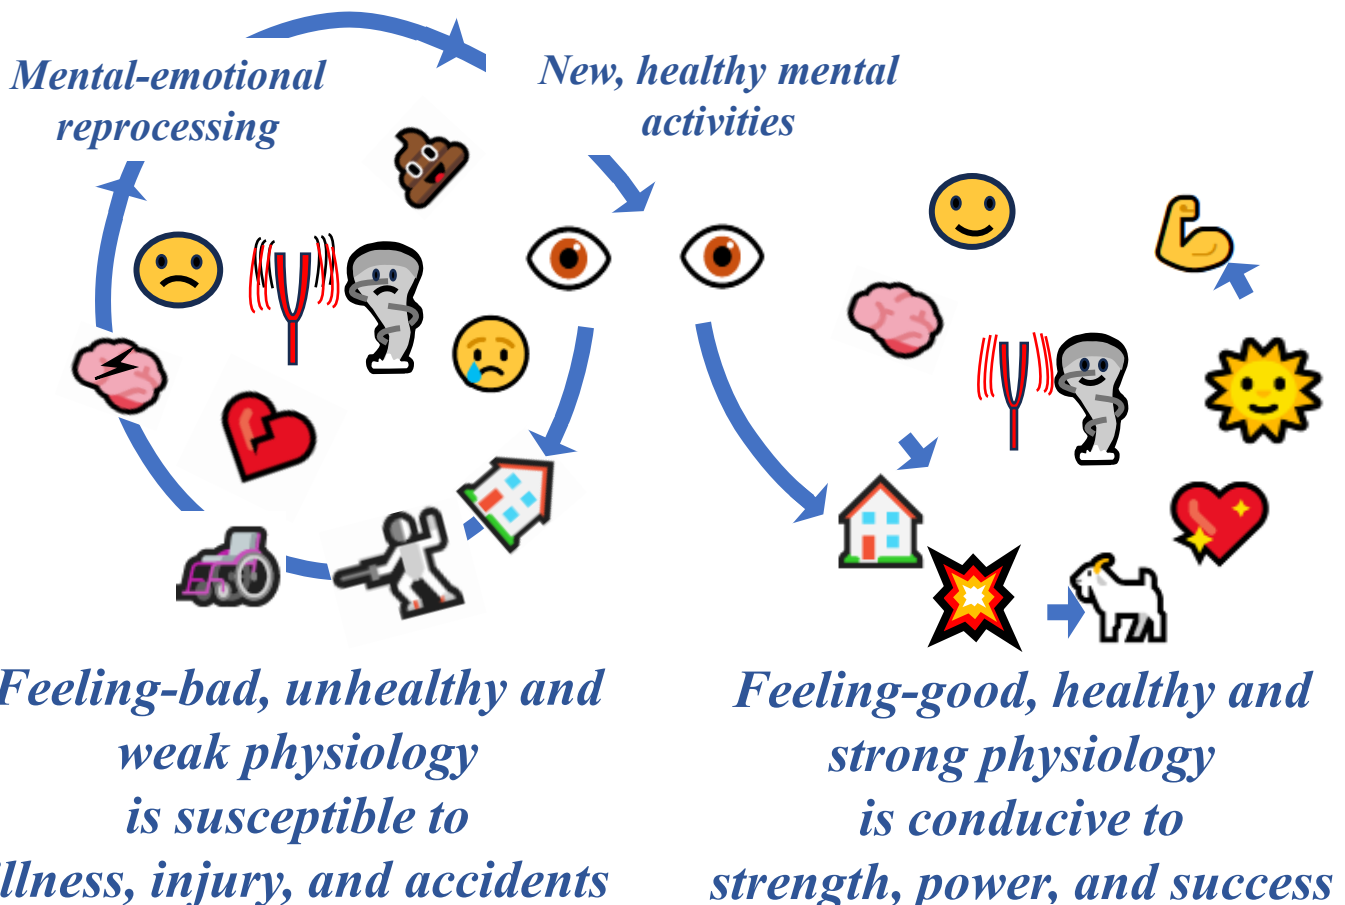 Mental-emotional
reprocessing
New, healthy mental
activities
Feeling-bad, unhealthy and
weak physiology
is susceptible to
illness, injury, and accidents
Feeling-good, healthy and
strong physiology
is conducive to
strength, power, and success